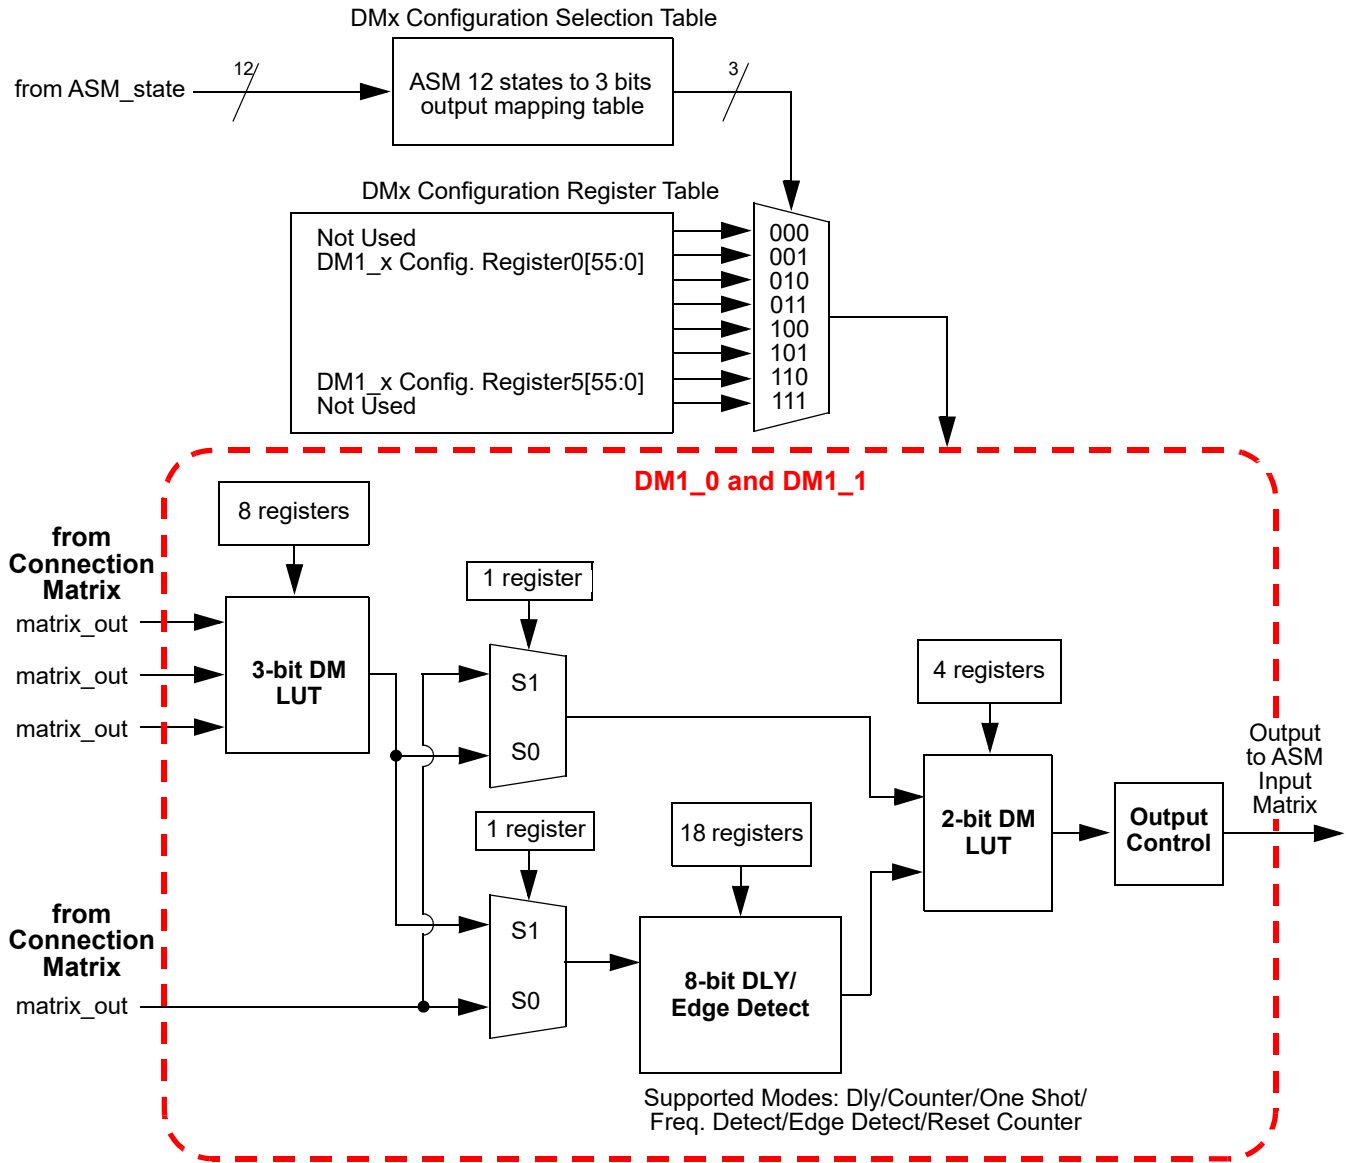 DMx Configuration Selection Table
from ASM_state
12
ASM 12 states to 3 bits
output mapping table
3
DMx Configuration Register Table
Not Used
DM1_x Config. Register0[55:0]
DM1_x Config. Register5[55:0]
Not Used
000
001
010
011
100
101
110
111
DM1_0 and DM1_1
8 registers
from
Connection
Matrix
matrix_out
matrix_out
matrix_out
3-bit DM
LUT
1 register
S1
S0
4 registers
2-bit DM
LUT
Output
Control
Output
to ASM
Input
Matrix
1 register
18 registers
from
Connection
Matrix
matrix_out
S1
S0
8-bit DLY/
Edge Detect
Supported Modes: Dly/Counter/One Shot/
Freq. Detect/Edge Detect/Reset Counter